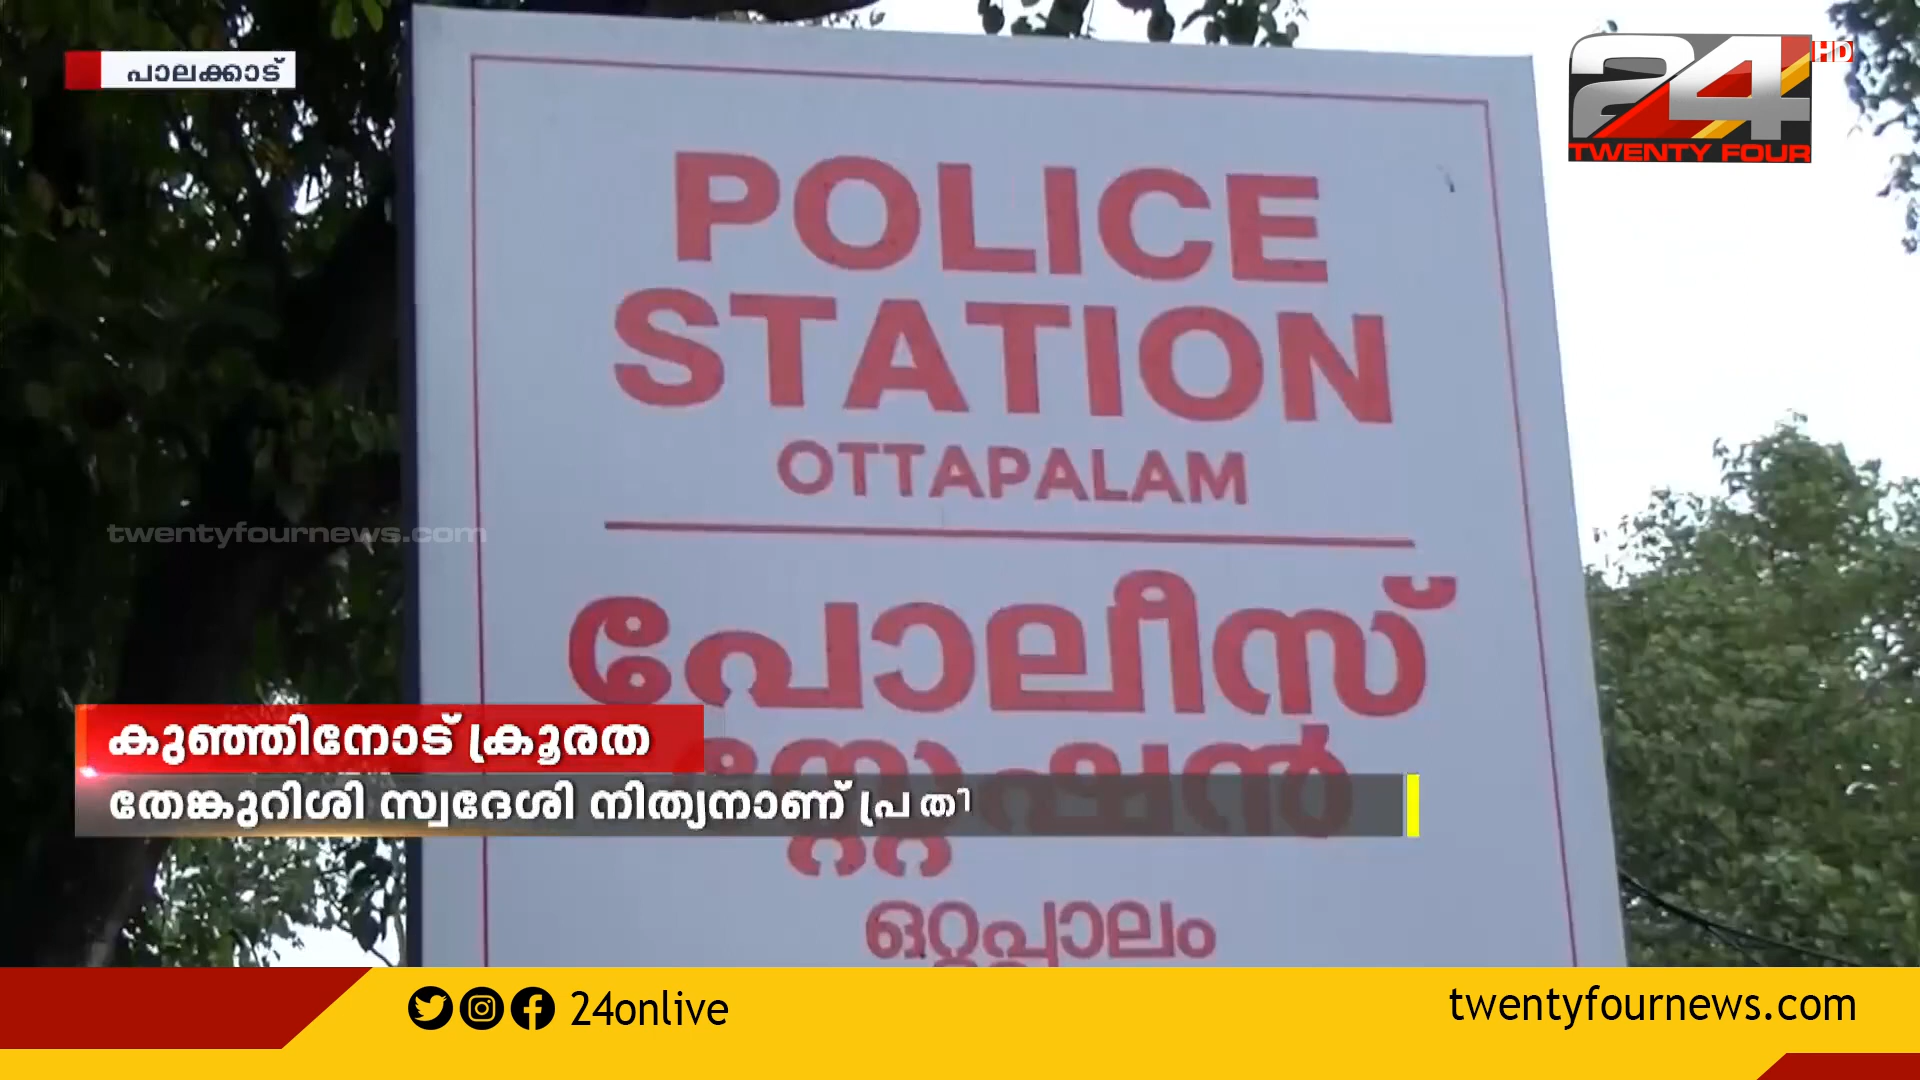 പാലക്കാട്
24 HD
TWENTY FOUR
POLICE
STATION
OTTAPALAM
twentyfournews.com
പോലീസ്
സ്റ്റേഷൻ
ഒറ്റപ്പാലം
കുഞ്ഞിനോട് ക്രൂരത
തേങ്കുറിശി സ്വദേശി നിത്യനാണ് പ്രതി
24onlive
twentyfournews.com